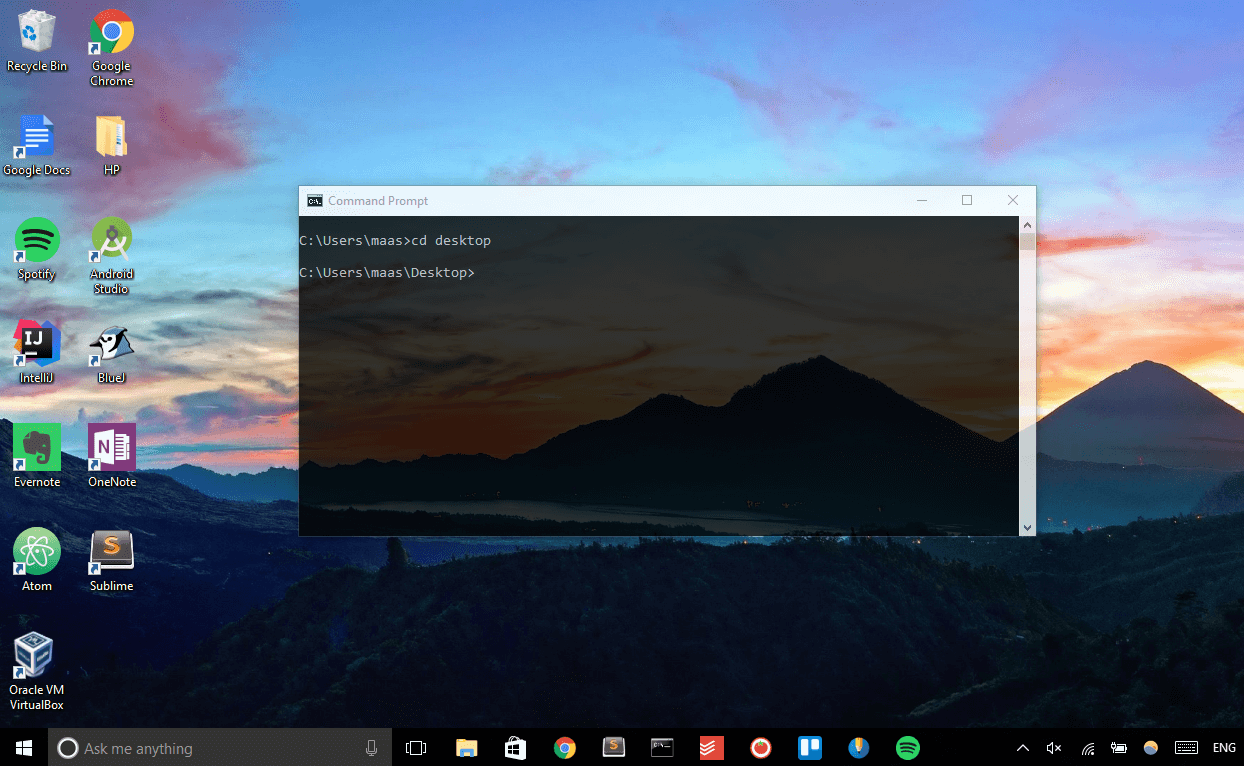 Recycle Bin
Google
Chrome
Google Docs
HP
Spotify
Android
Studio
IntelliJ
BlueJ
Evernote
OneNote
Atom
Sublime
Oracle VM
VirtualBox
Command Prompt
C:\Users\maas>cd desktop
C:\Users\maas\Desktop>
Ask me anything
ENG